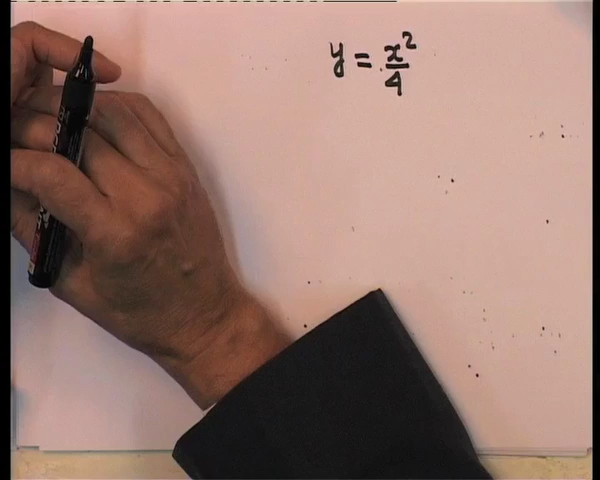 y = x²/4